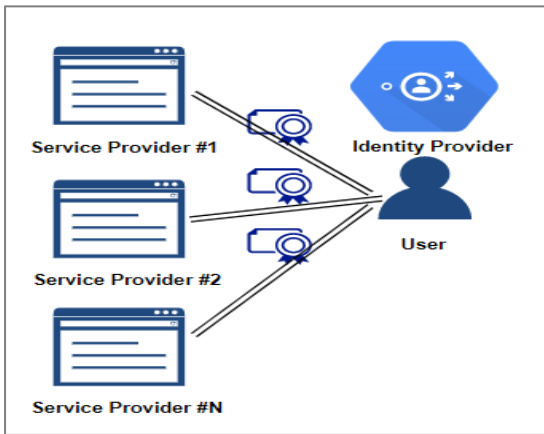 Service Provider #1
Identity Provider
User
Service Provider #2
Service Provider #N